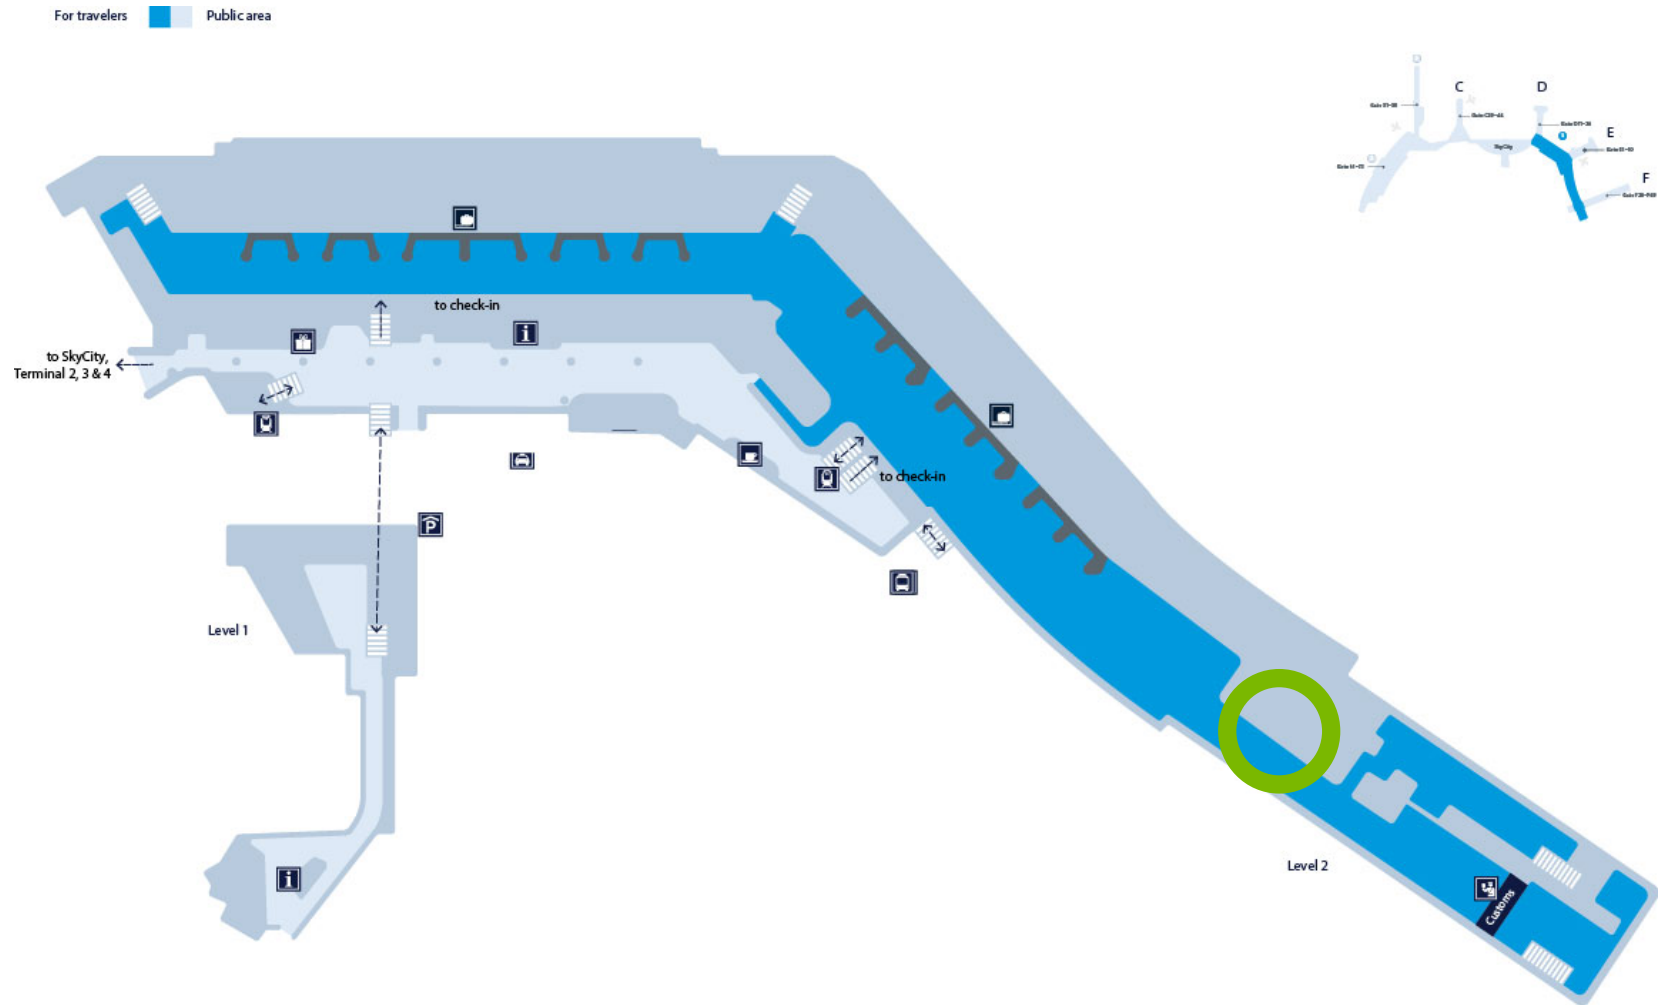 For travelers
Public area
C
D
E
F
SkyCity
to check-in
to SkyCity,
Terminal 2, 3 & 4
to check-in
P
Level 1
Level 2
Customs